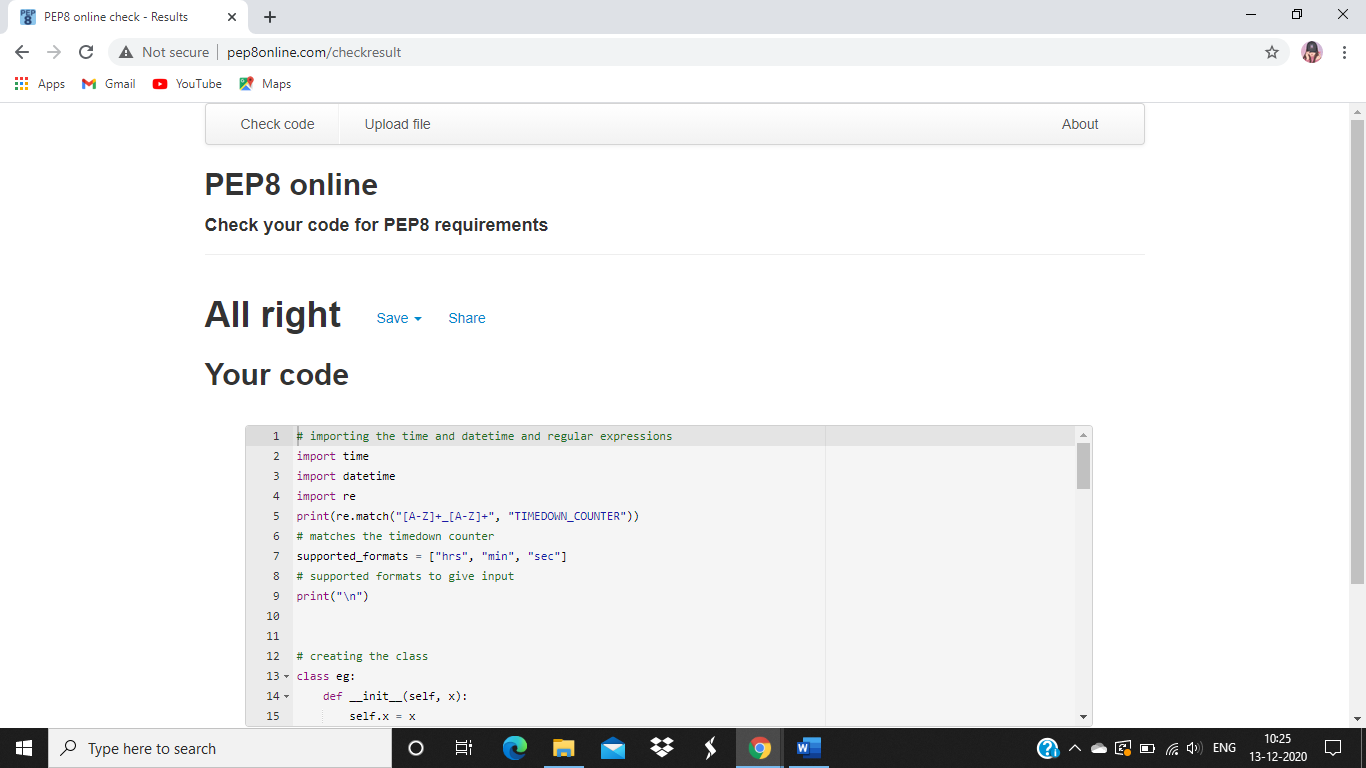 PEP8 online check - Results
Not secure pep8online.com/checkresult
Apps Gmail YouTube Maps
Check code Upload file About
PEP8 online
Check your code for PEP8 requirements
All right Save Share
Your code
1 # importing the time and datetime and regular expressions
2 import time
3 import datetime
4 import re
5 print(re.match("[A-Z]+_[A-Z]+", "TIMEDOWN_COUNTER"))
6 # matches the timedown counter
7 supported_formats = ["hrs", "min", "sec"]
8 # supported formats to give input
9 print("\n")
10
11
12 # creating the class
13 class eg:
14 def __init__(self, x):
15 self.x = x
Type here to search
ENG
10:25
13-12-2020